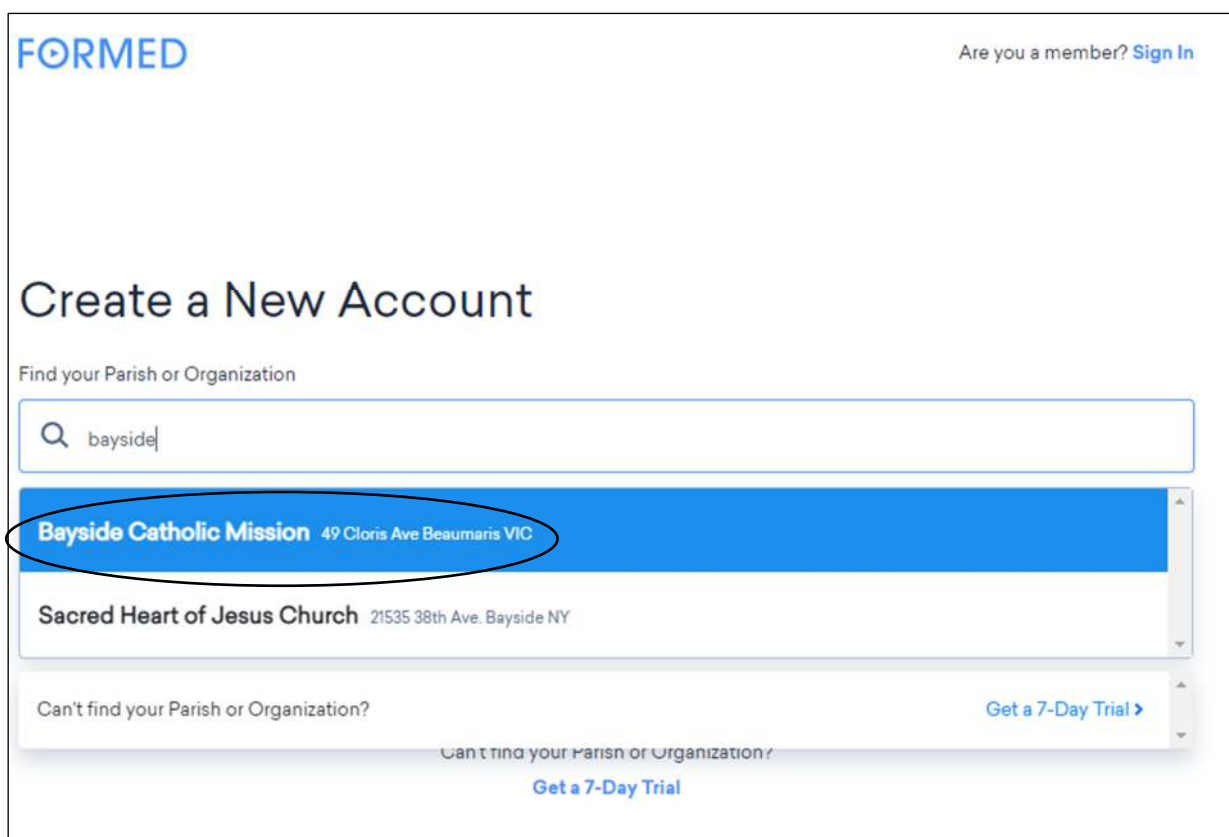 FORMED
Are you a member? Sign In
Create a New Account
Find your Parish or Organization
bayside
Bayside Catholic Mission 49 Cloris Ave Beaumaris VIC
Sacred Heart of Jesus Church 21535 38th Ave. Bayside NY
Can't find your Parish or Organization? Get a 7-Day Trial >
Can't find your Parish or Organization?
Get a 7-Day Trial